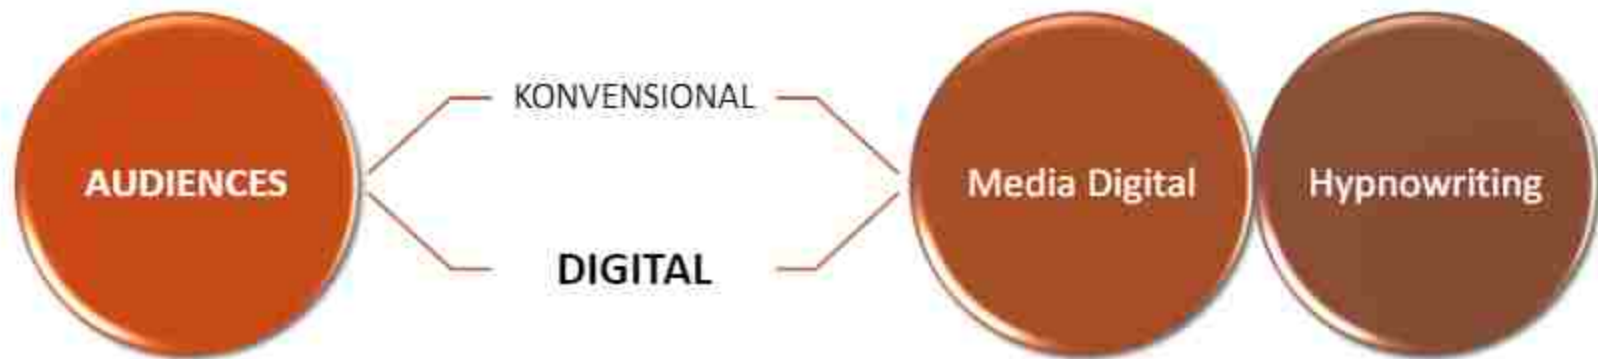 AUDIENCES
KONVENSIONAL
DIGITAL
Media Digital
Hypnowriting